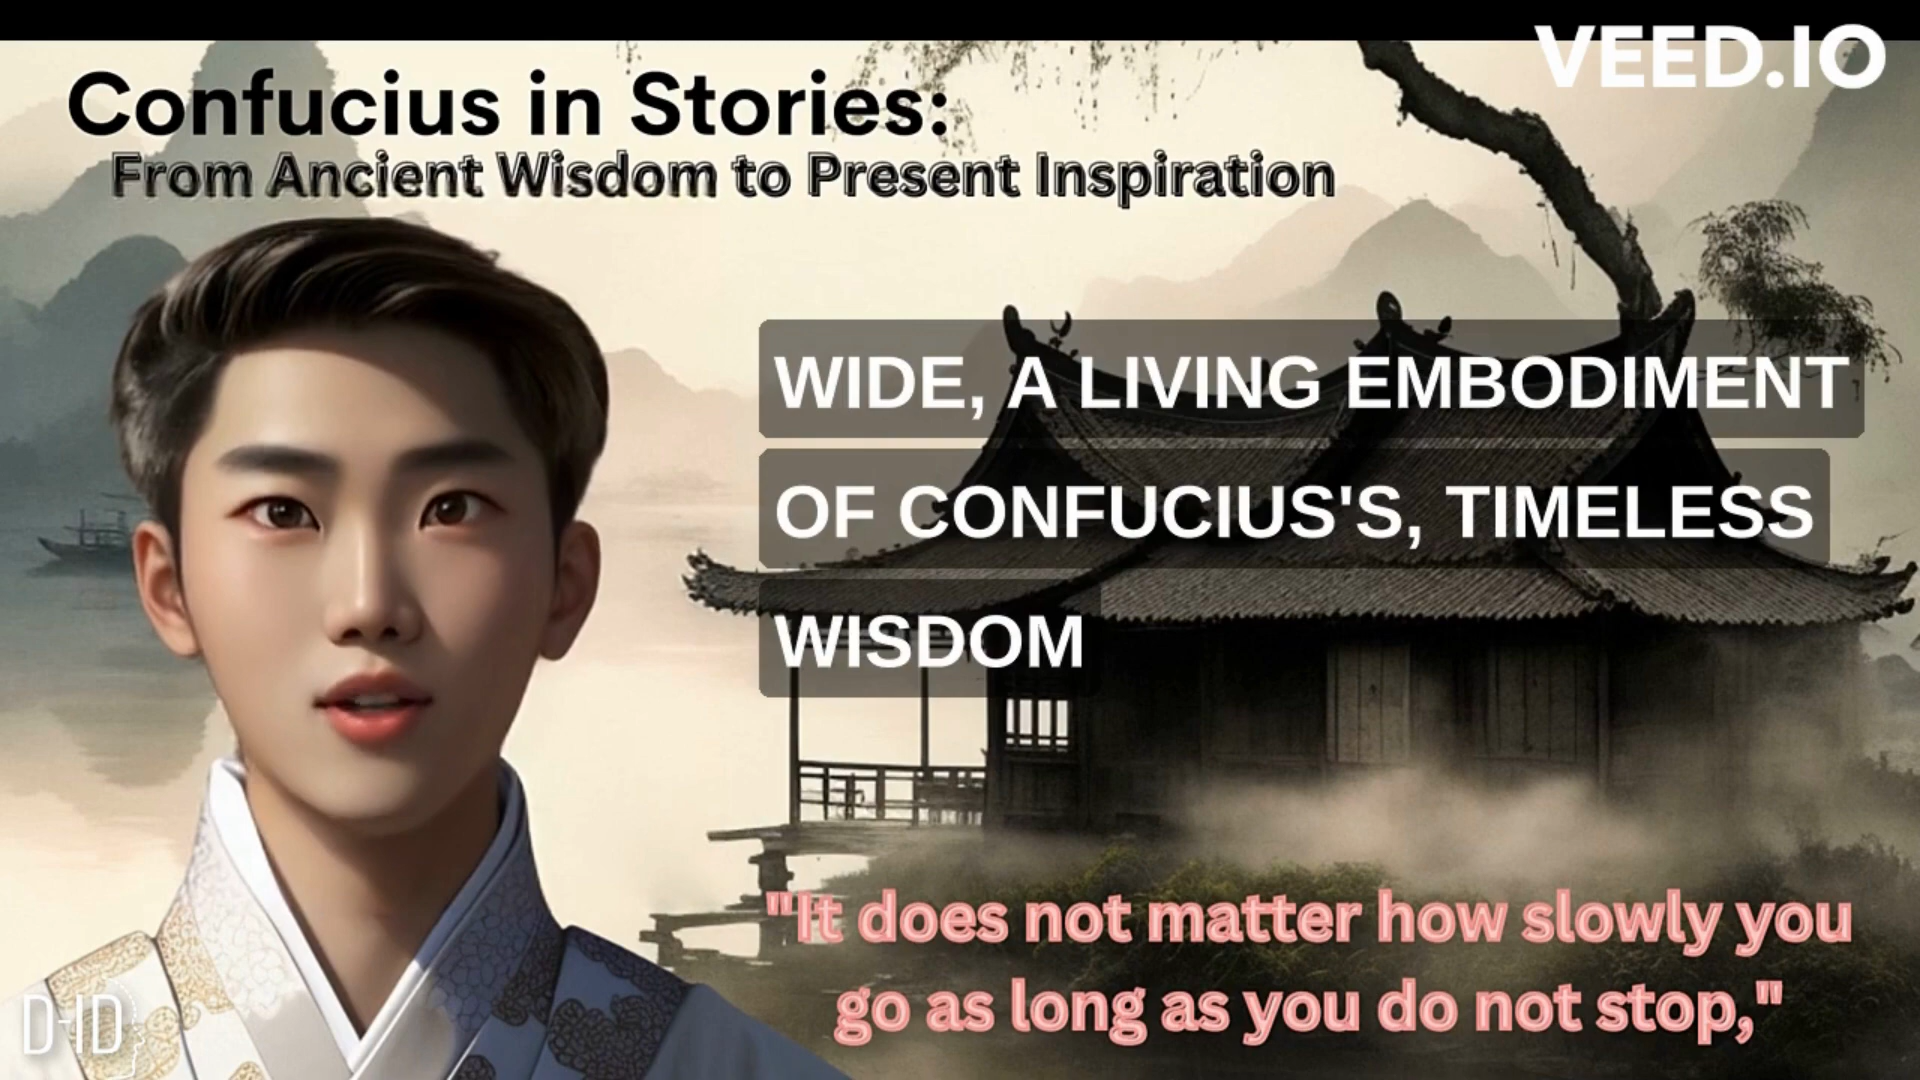 VEED.IO
Confucius in Stories:
From Ancient Wisdom to Present Inspiration
WIDE, A LIVING EMBODIMENT
OF CONFUCIUS'S, TIMELESS
WISDOM
"It does not matter how slowly you
go as long as you do not stop,"
D-ID